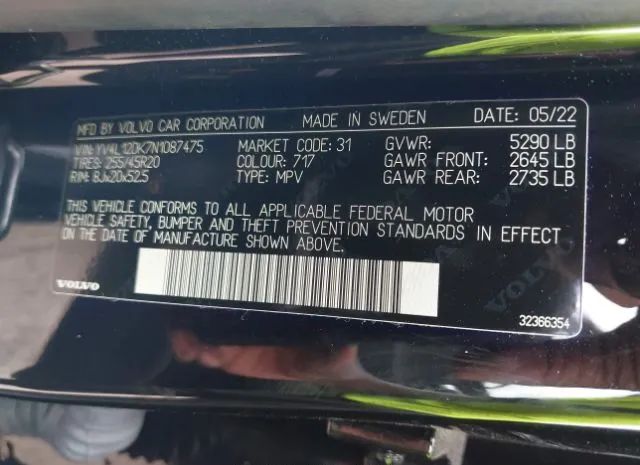 MFD BY VOLVO CAR CORPORATION MADE IN SWEDEN DATE: 05/22
VIN: YV4L12DK7N1087475 MARKET CODE: 31 GVWR: 5290 LB
TIRES: 255/45R20 COLOUR: 717 GAWR FRONT: 2645 LB
RIM: 8Jx20x52.5 TYPE: MPV GAWR REAR: 2735 LB
THIS VEHICLE CONFORMS TO ALL APPLICABLE FEDERAL MOTOR
VEHICLE SAFETY, BUMPER AND THEFT PREVENTION STANDARDS IN EFFECT
ON THE DATE OF MANUFACTURE SHOWN ABOVE.
VOLVO
VOLVO
32366354